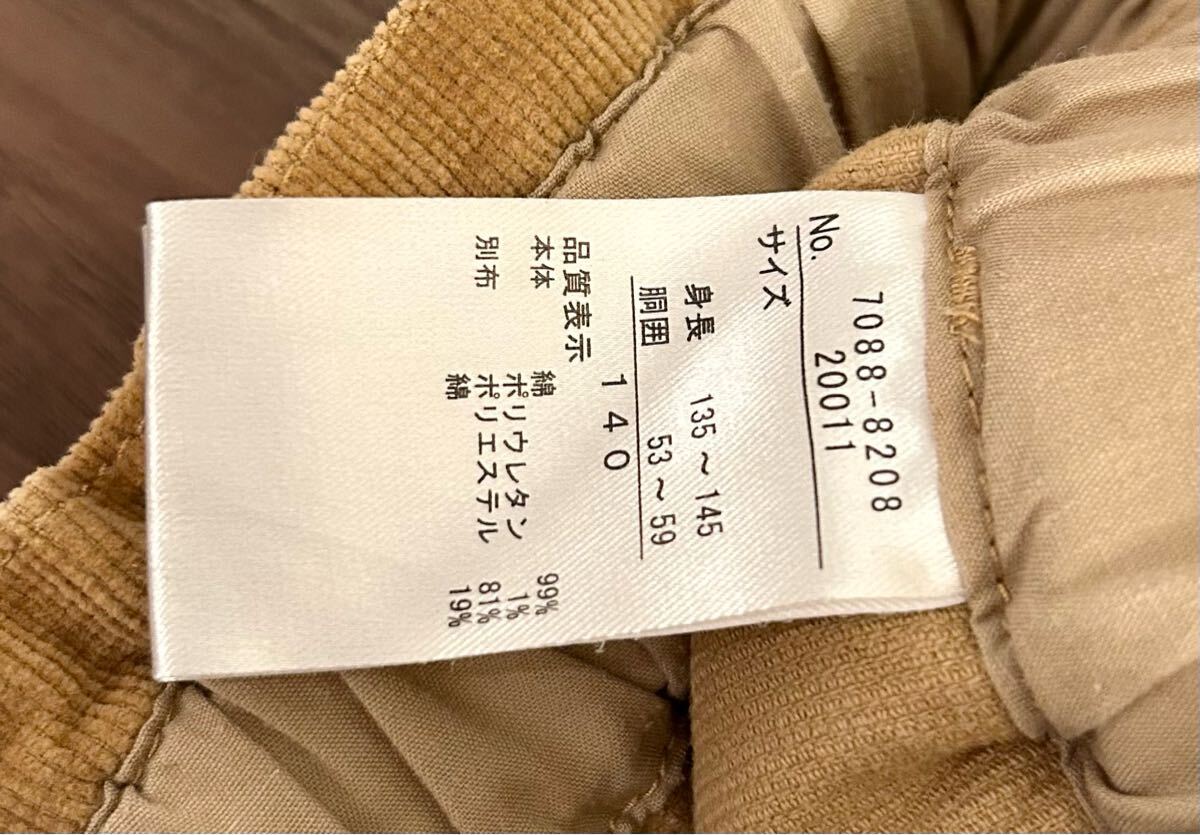 No. 7088-8208
20011
サイズ
身長 135～145
胴囲 53～59
140
品質表示
本体 綿 99%
ポリウレタン 1%
別布 ポリエステル 81%
綿 19%